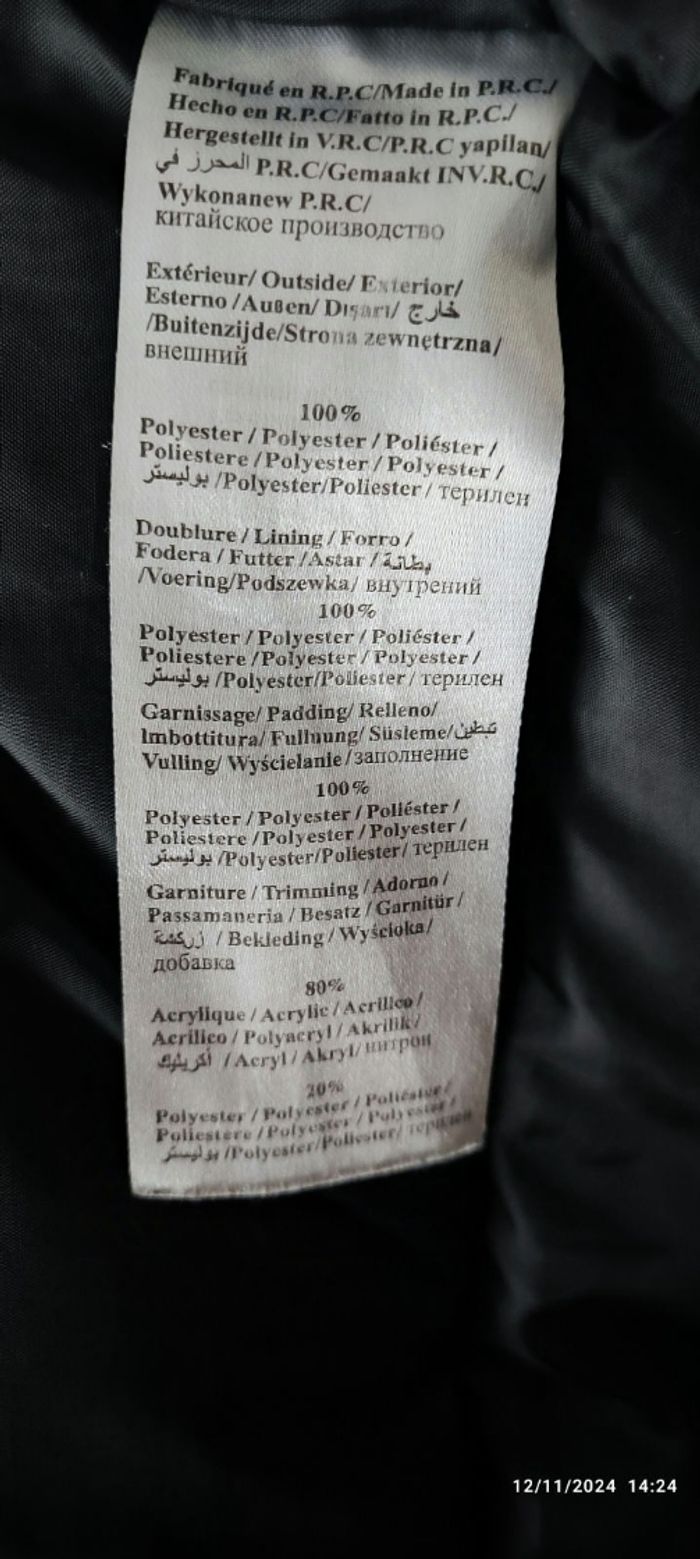 Fabriqué en R.P.C/Made in P.R.C./
Hecho en R.P.C/Fatto in R.P.C./
Hergestellt in V.R.C/P.R.C yapilan/
المحرز في P.R.C/Gemaakt INV.R.C./
Wykonanew P.R.C/
китайское производство
Extérieur/ Outside/ Exterior/
Esterno /Außen/ Dışarı/ خارج
/Buitenzijde/Strona zewnętrzna/
внешний
100%
Polyester / Polyester / Poliéster /
Poliestere /Polyester / Polyester /
بوليستر /Polyester/Poliester / терилен
Doublure / Lining / Forro /
Fodera / Futter /Astar / بطانة
/Voering/Podszewka/ внутрений
100%
Polyester / Polyester / Poliéster /
Poliestere /Polyester / Polyester /
بوليستر /Polyester/Poliester / терилен
Garnissage/ Padding/ Relleno/
Imbottitura/ Fullnung/ Süsleme/تبطين
Vulling/ Wyścielanie/заполнение
100%
Polyester / Polyester / Poliéster /
Poliestere /Polyester / Polyester /
بوليستر /Polyester/Poliester/ терилен
Garniture / Trimming / Adorno /
Passamaneria / Besatz / Garnitür /
زركشة / Bekleding / Wyścioka/
добавка
80%
Acrylique / Acrylic / Acrilico /
Acrilico / Polyacryl / Akrilik/
أكريليك / Acryl / Akryl/ нитрон
20%
Polyester / Polyester / Poliéster /
Poliestere / Polyester / Polyester /
بوليستر /Polyester/Poliester/ терилен
12/11/2024 14:24